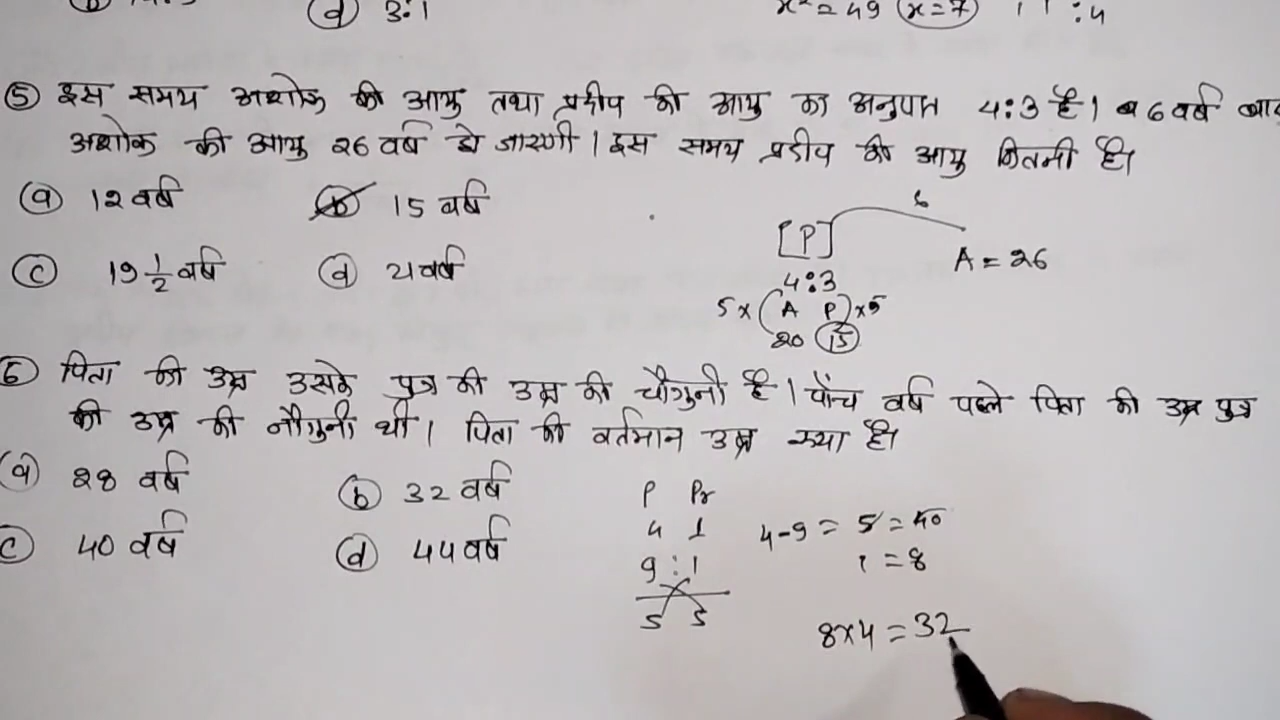 (d) 3:1
x² = 49 (x = 7)
:4
(5) इस समय अशोक की आयु तथा प्रदीप की आयु का अनुपात 4:3 है। 6 वर्ष बाद
अशोक की आयु 26 वर्ष हो जाएगी। इस समय प्रदीप की आयु कितनी है।
(a) 12 वर्ष (b) 15 वर्ष
(c) 19 1/2 वर्ष (d) 21 वर्ष
6
[P]
A = 26
4:3
5 × (A P) × 5
20 (15)
(6) पिता की उम्र उसके पुत्र की उम्र की चौगुनी है। पाँच वर्ष पहले पिता की उम्र पुत्र
की उम्र की नौगुनी थी। पिता की वर्तमान उम्र क्या है।
(a) 28 वर्ष (b) 32 वर्ष
(c) 40 वर्ष (d) 44 वर्ष
P Pr
4 1
9 : 1
5 5
4-9 = 5 = 40
1 = 8
8×4 = 32